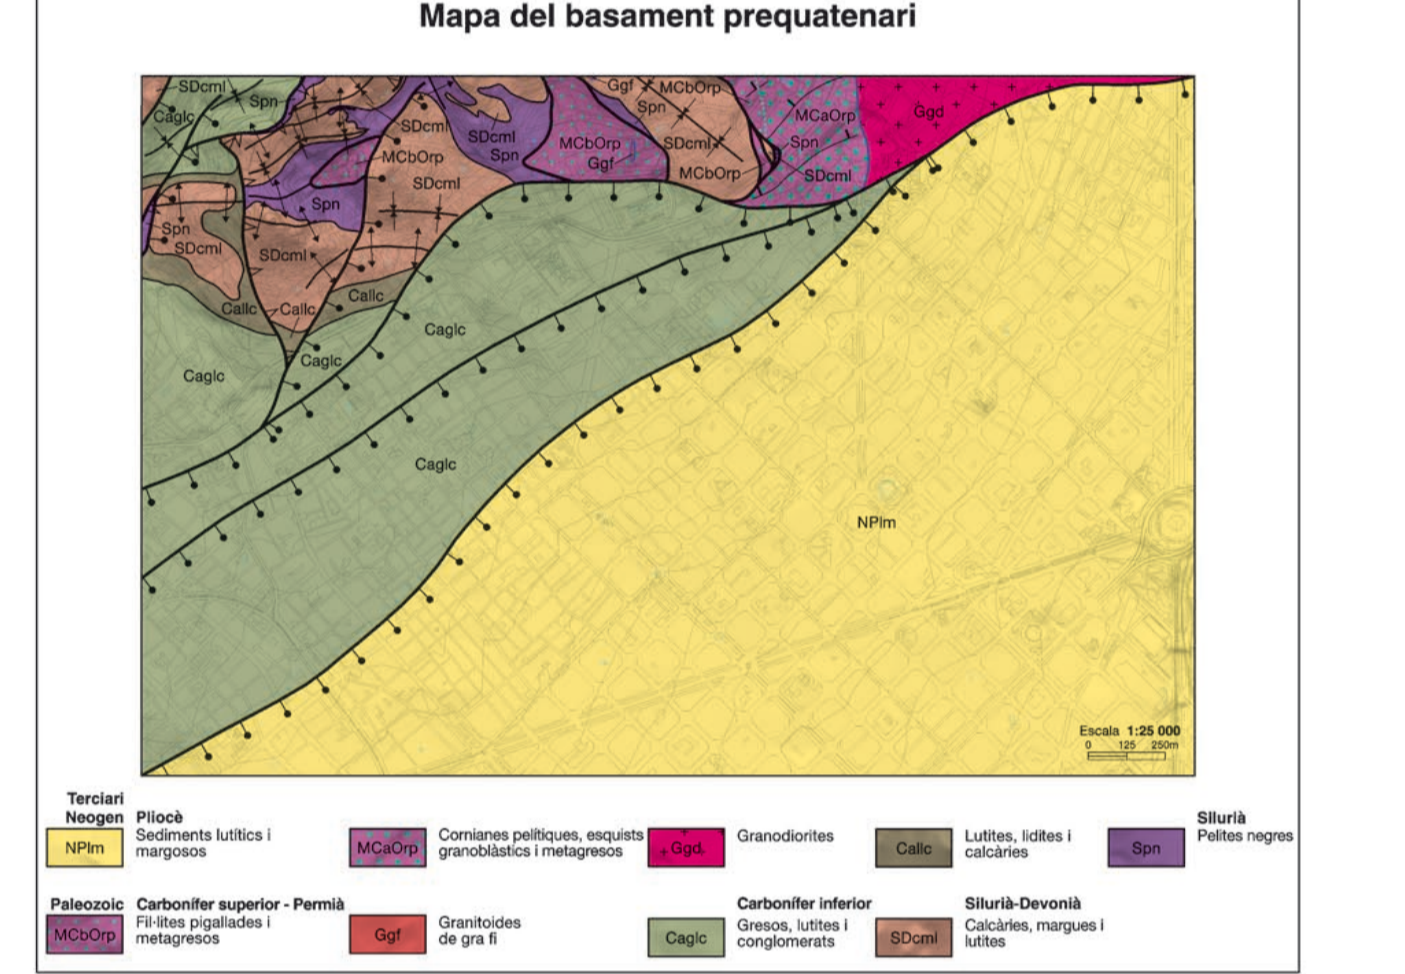 Mapa del basament prequatenari
SDcml
Spn
Caglc
Ggf
MCbOrp
Spn
MCaOrp
Ggd
SDcml
SDcml
Spn
MCbOrp
Ggf
SDcml
Spn
MCbOrp
SDcml
MCbOrp
SDcml
Spn
Spn
SDcml
SDcml
Callc
Callc
Callc
Caglc
Caglc
Caglc
Caglc
NPlm
Escala 1:25 000
0 125 250m
Terciari
Neogen Pliocè
NPlm
Sediments lutítics i
margosos
MCaOrp
Cornianes pelítiques, esquists
granoblàstics i metagresos
Ggd
Granodiorites
Callc
Lutites, lidites i
calcàries
Silurià
Spn
Pelites negres
Paleozoic Carbonífer superior - Permià
MCbOrp
Fil·lites pigallades i
metagresos
Ggf
Granitoides
de gra fi
Carbonífer inferior
Caglc
Gresos, lutites i
conglomerats
Silurià-Devonià
SDcml
Calcàries, margues i
lutites